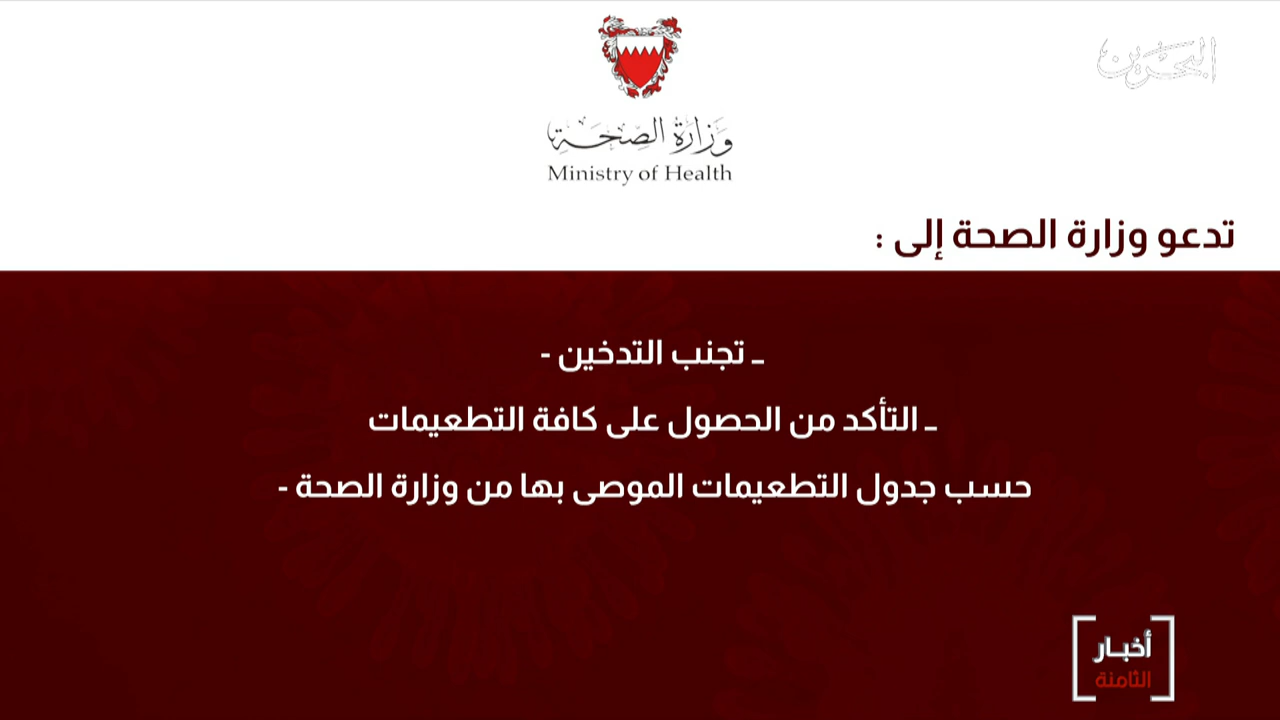 البحرين
وزارة الصحة
Ministry of Health
تدعو وزارة الصحة إلى :
ـ تجنب التدخين -
ـ التأكد من الحصول على كافة التطعيمات
حسب جدول التطعيمات الموصى بها من وزارة الصحة -
أخبار
الثامنة